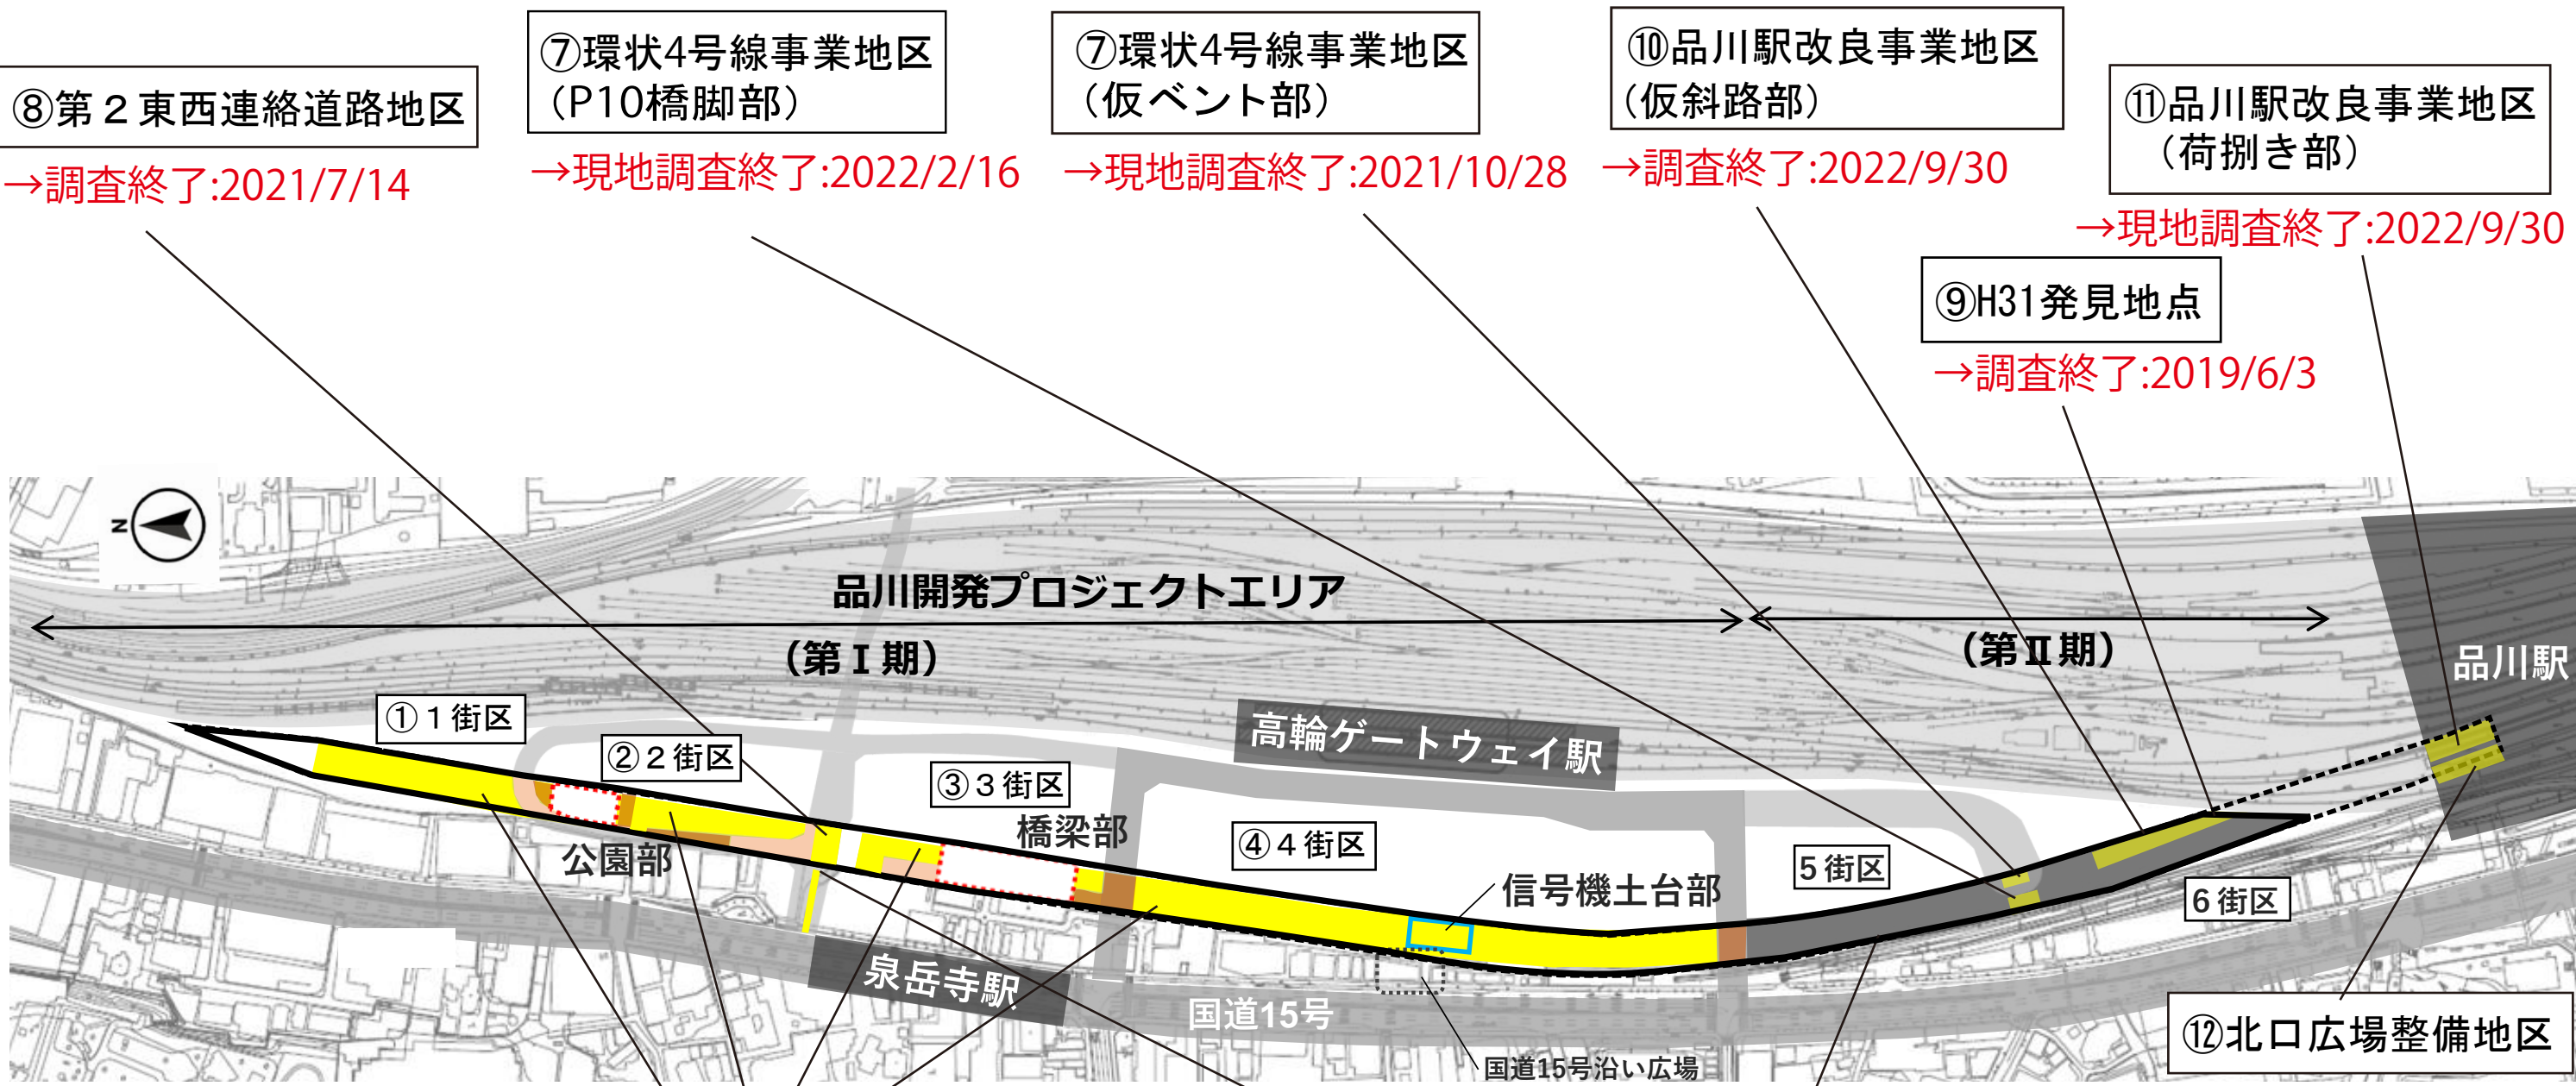 ⑧第２東西連絡道路地区
→調査終了:2021/7/14
⑦環状4号線事業地区
（P10橋脚部）
→現地調査終了:2022/2/16
⑦環状4号線事業地区
（仮ベント部）
→現地調査終了:2021/10/28
⑩品川駅改良事業地区
(仮斜路部）
→調査終了:2022/9/30
⑪品川駅改良事業地区
（荷捌き部）
→現地調査終了:2022/9/30
⑨H31発見地点
→調査終了:2019/6/3
N
品川開発プロジェクトエリア
（第Ⅰ期）
（第Ⅱ期）
品川駅
①１街区
②２街区
③３街区
高輪ゲートウェイ駅
橋梁部
公園部
④４街区
5街区
信号機土台部
6街区
泉岳寺駅
国道15号
国道15号沿い広場
⑫北口広場整備地区